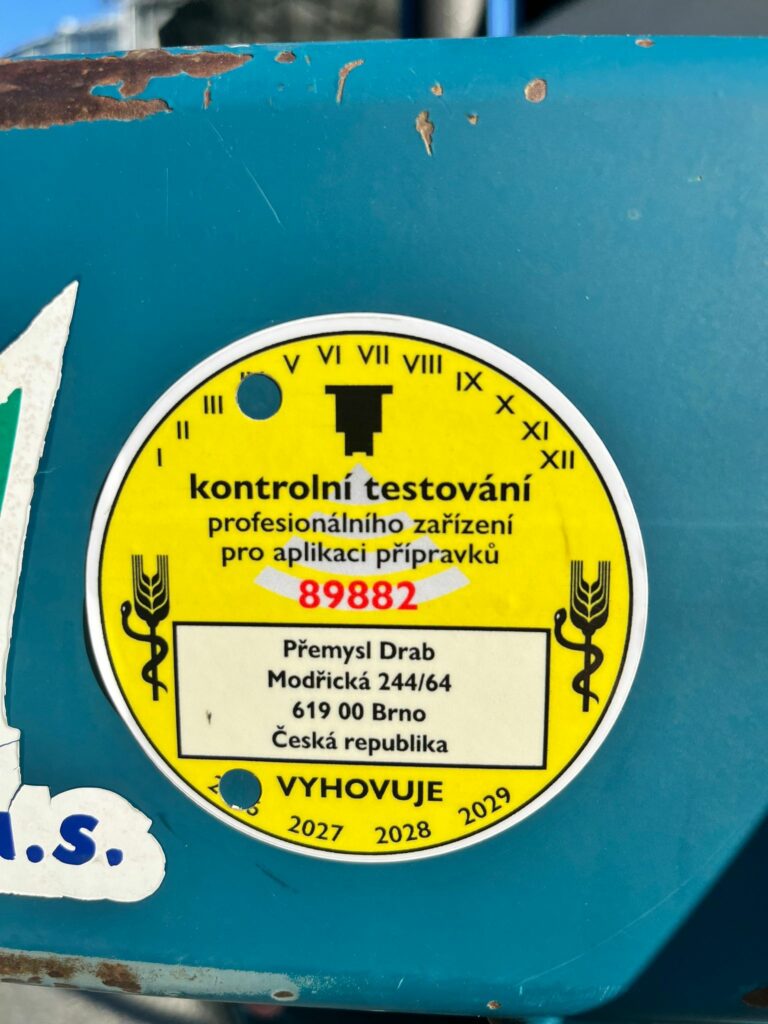 I II III V VI VII VIII IX X XI XII
kontrolní testování
profesionálního zařízení
pro aplikaci přípravků
89882
Přemysl Drab
Modřická 244/64
619 00 Brno
Česká republika
VYHOVUJE
2027 2028 2029
a.s.